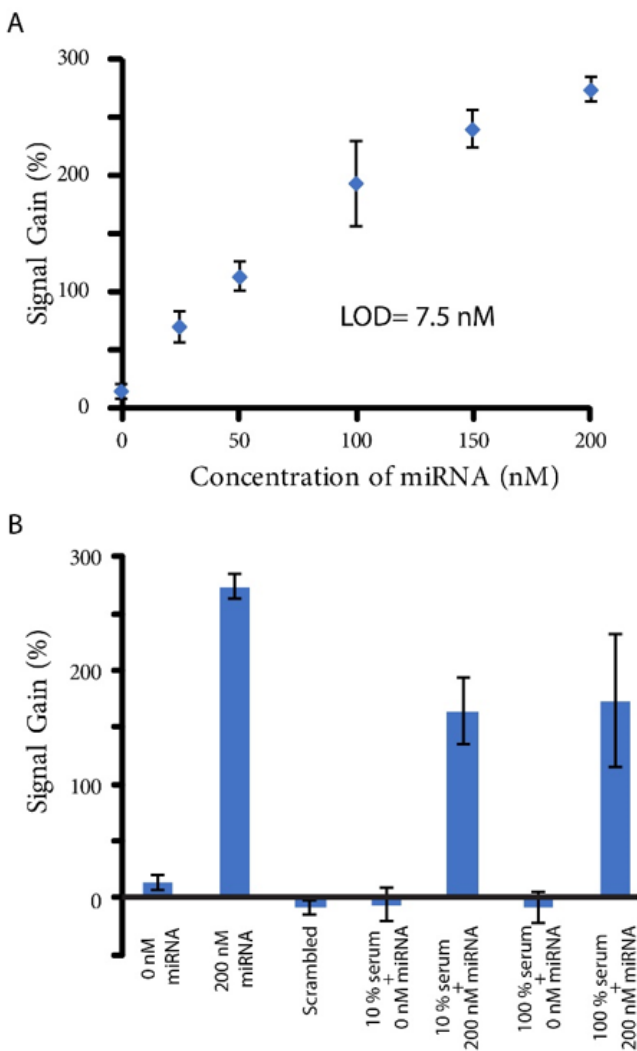 A
300
200
100
0
Signal Gain (%)
LOD= 7.5 nM
0 50 100 150 200
Concentration of miRNA (nM)
B
300
200
100
0
Signal Gain (%)
0 nM
miRNA
200 nM
miRNA
Scrambled
10 % serum
+
0 nM miRNA
10 % serum
+
200 nM miRNA
100 % serum
+
0 nM miRNA
100 % serum
+
200 nM miRNA